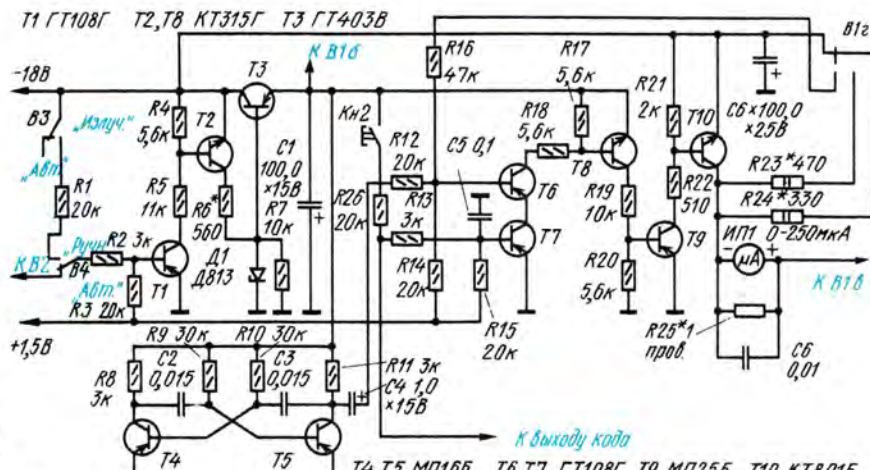 Т1 ГТ108Г Т2,Т8 КТ315Г Т3 ГТ403В
К В1б
В1г
-18В
R16
47к
R17
5,6к
Т3
В3
„Излуч."
R4
5,6к
Т2
Кн2
R18
5,6к
R21
2к
Т10
С6×100,0
×25В
„Авт."
С1
100,0
×15В
R12
20к
С5 0,1
Т8
R1
20к
R5
11к
R6*
560
R7
10к
R26
20к
R13
3к
Т6
R19
10к
R22
510
R23*470
R24*330
„Ручн."
R2 3к
Т7
Т9
ИП1
0-250мкА
К В2
В4
Т1
Д1
Д813
R14
20к
R20
5,6к
- μА +
К В1в
„Авт."
R3 20к
R15
20к
R25*1
пров.
+1,5В
R9 30к
R10 30к
R8
3к
С2
0,015
С3
0,015
R11 3к
С4 1,0
×15В
С6
0,01
К выходу кода
Т4
Т5
Т4,Т5 МП16Б Т6,Т7 ГТ108Г Т9 МП25Б Т10 КТ801Б